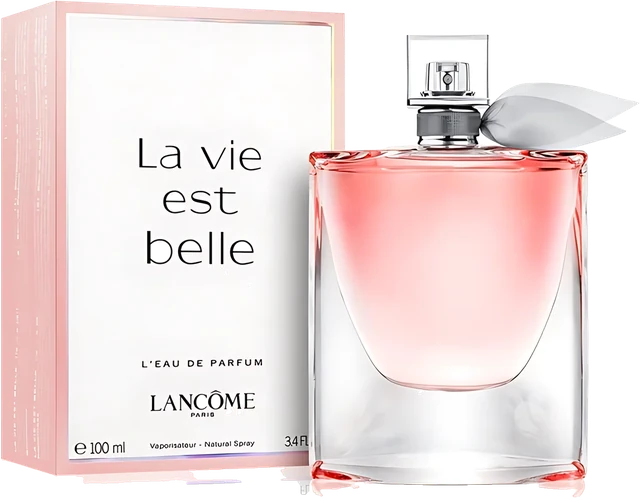 La vie
est
belle
L'EAU DE PARFUM
LANCÔME
PARIS
e 100 ml
Vaporisateur - Natural Spray
3.4 FL